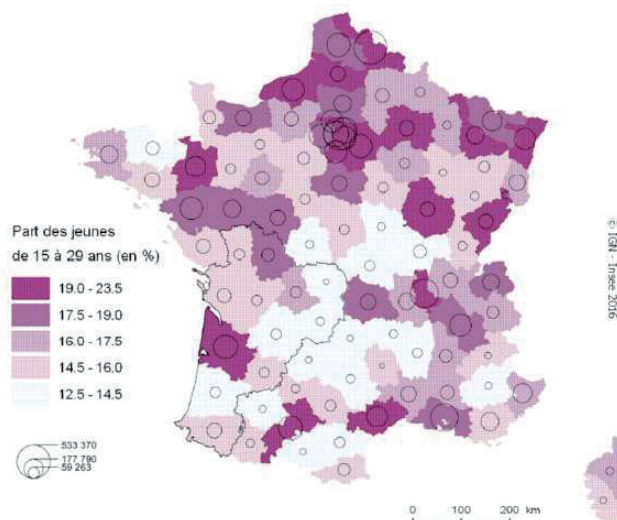 Part des jeunes
de 15 à 29 ans (en %)
19.0 - 23.5
17.5 - 19.0
16.0 - 17.5
14.5 - 16.0
12.5 - 14.5
533 370
177 790
59 263
© IGN - Insee 2016
0 100 200 km